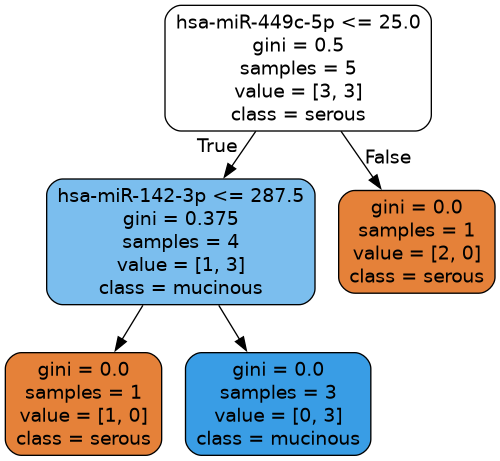 hsa-miR-449c-5p <= 25.0
gini = 0.5
samples = 5
value = [3, 3]
class = serous
True
False
hsa-miR-142-3p <= 287.5
gini = 0.375
samples = 4
value = [1, 3]
class = mucinous
gini = 0.0
samples = 1
value = [2, 0]
class = serous
gini = 0.0
samples = 1
value = [1, 0]
class = serous
gini = 0.0
samples = 3
value = [0, 3]
class = mucinous